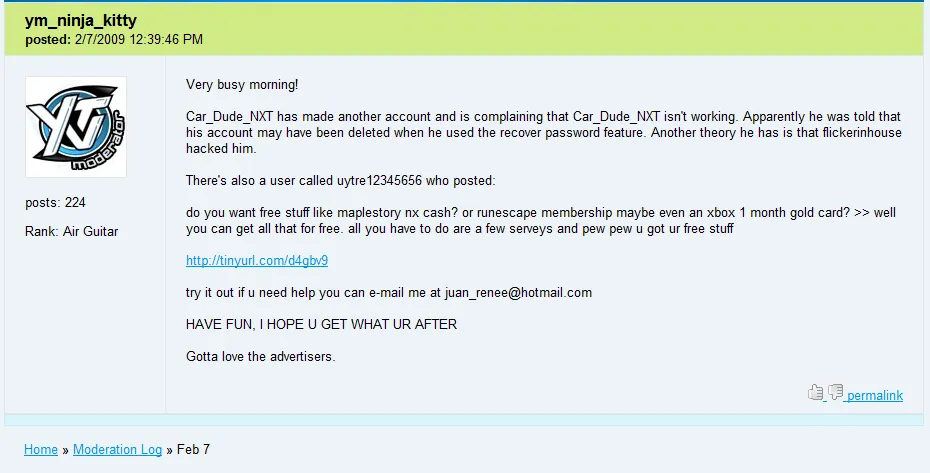 ym_ninja_kitty
posted: 2/7/2009 12:39:46 PM
YTV
moderator
posts: 224
Rank: Air Guitar
Very busy morning!
Car_Dude_NXT has made another account and is complaining that Car_Dude_NXT isn't working. Apparently he was told that
his account may have been deleted when he used the recover password feature. Another theory he has is that flickerinhouse
hacked him.
There's also a user called uytre12345656 who posted:
do you want free stuff like maplestory nx cash? or runescape membership maybe even an xbox 1 month gold card? >> well
you can get all that for free. all you have to do are a few serveys and pew pew u got ur free stuff
http://tinyurl.com/d4gbv9
try it out if u need help you can e-mail me at juan_renee@hotmail.com
HAVE FUN, I HOPE U GET WHAT UR AFTER
Gotta love the advertisers.
permalink
Home » Moderation Log » Feb 7